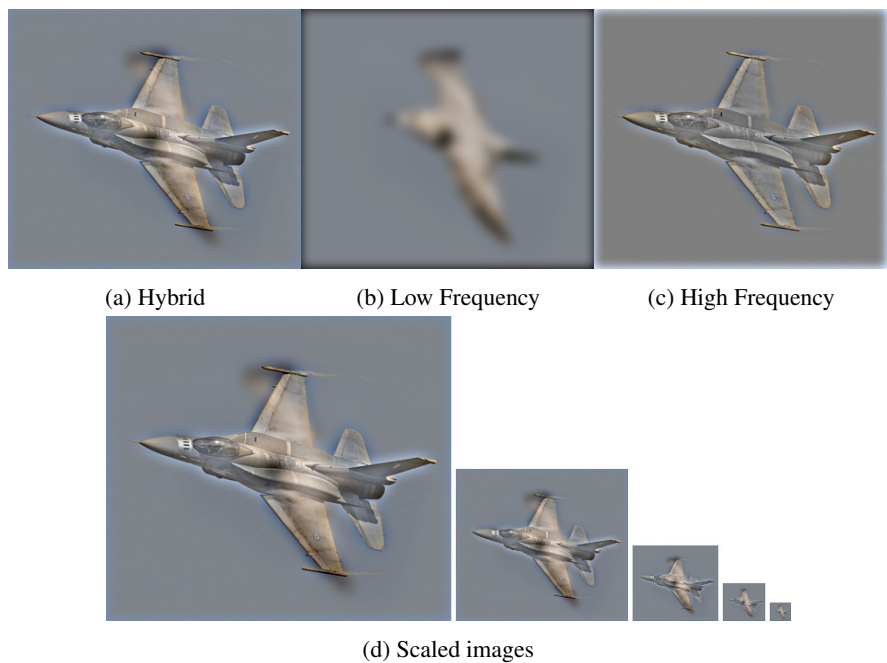 (a) Hybrid
(b) Low Frequency
(c) High Frequency
(d) Scaled images